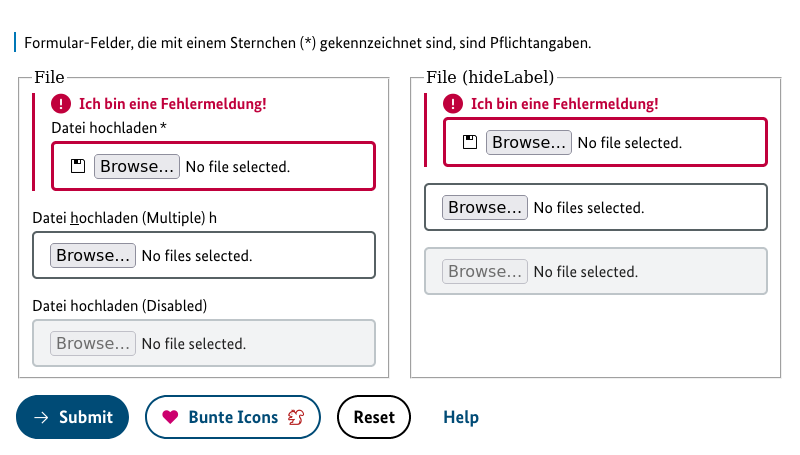 Formular-Felder, die mit einem Sternchen (*) gekennzeichnet sind, sind Pflichtangaben.
File
Ich bin eine Fehlermeldung!
Datei hochladen *
Browse... No file selected.
Datei hochladen (Multiple) h
Browse... No files selected.
Datei hochladen (Disabled)
Browse... No file selected.
File (hideLabel)
Ich bin eine Fehlermeldung!
Browse... No file selected.
Browse... No files selected.
Browse... No file selected.
Submit
Bunte Icons
Reset
Help